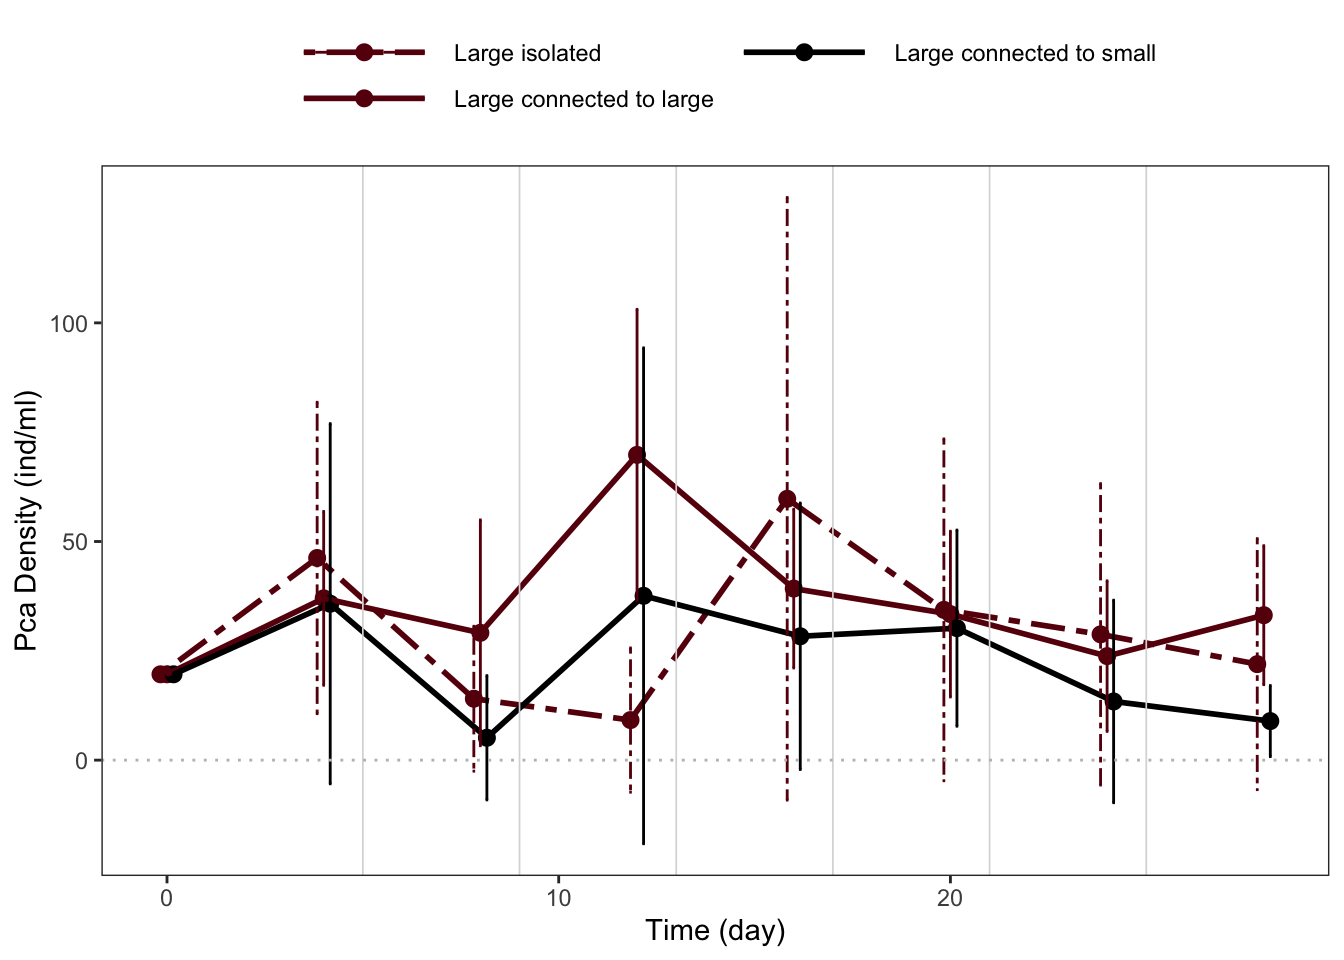 Large isolated
Large connected to small
Large connected to large
Pca Density (ind/ml)
100
50
0
0
10
20
Time (day)